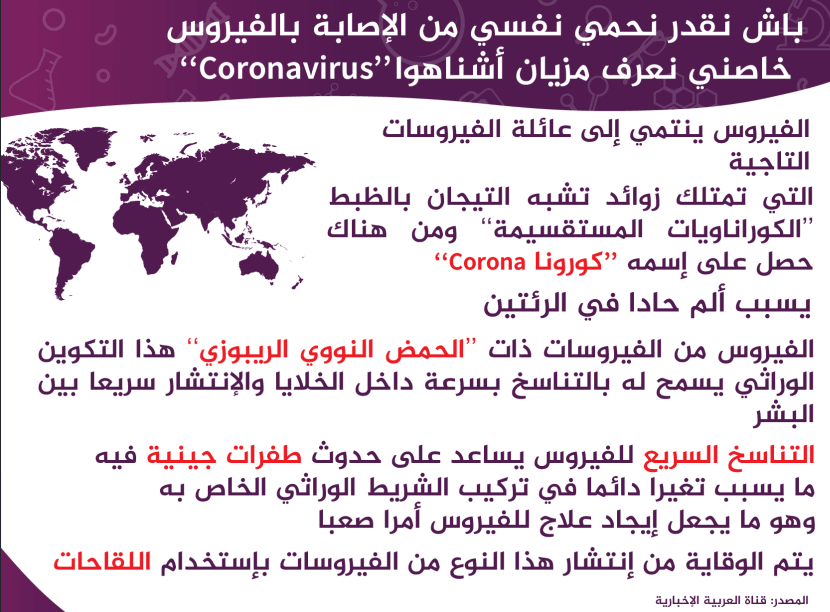 باش نقدر نحمي نفسي من الإصابة بالفيروس
خاصني نعرف مزيان أشناهوا”Coronavirus“
الفيروس ينتمي إلى عائلة الفيروسات
التاجية
التي تمتلك زوائد تشبه التيجان بالظبط
”الكوراناويات المستقسيمة“ ومن هناك
حصل على إسمه ”كورونا Corona“
يسبب ألم حادا في الرئتين
الفيروس من الفيروسات ذات ”الحمض النووي الريبوزي“ هذا التكوين
الوراثي يسمح له بالتناسخ بسرعة داخل الخلايا والإنتشار سريعا بين
البشر
التناسخ السريع للفيروس يساعد على حدوث طفرات جينية فيه
ما يسبب تغيرا دائما في تركيب الشريط الوراثي الخاص به
وهو ما يجعل إيجاد علاج للفيروس أمرا صعبا
يتم الوقاية من إنتشار هذا النوع من الفيروسات بإستخدام اللقاحات
المصدر: قناة العربية الإخبارية